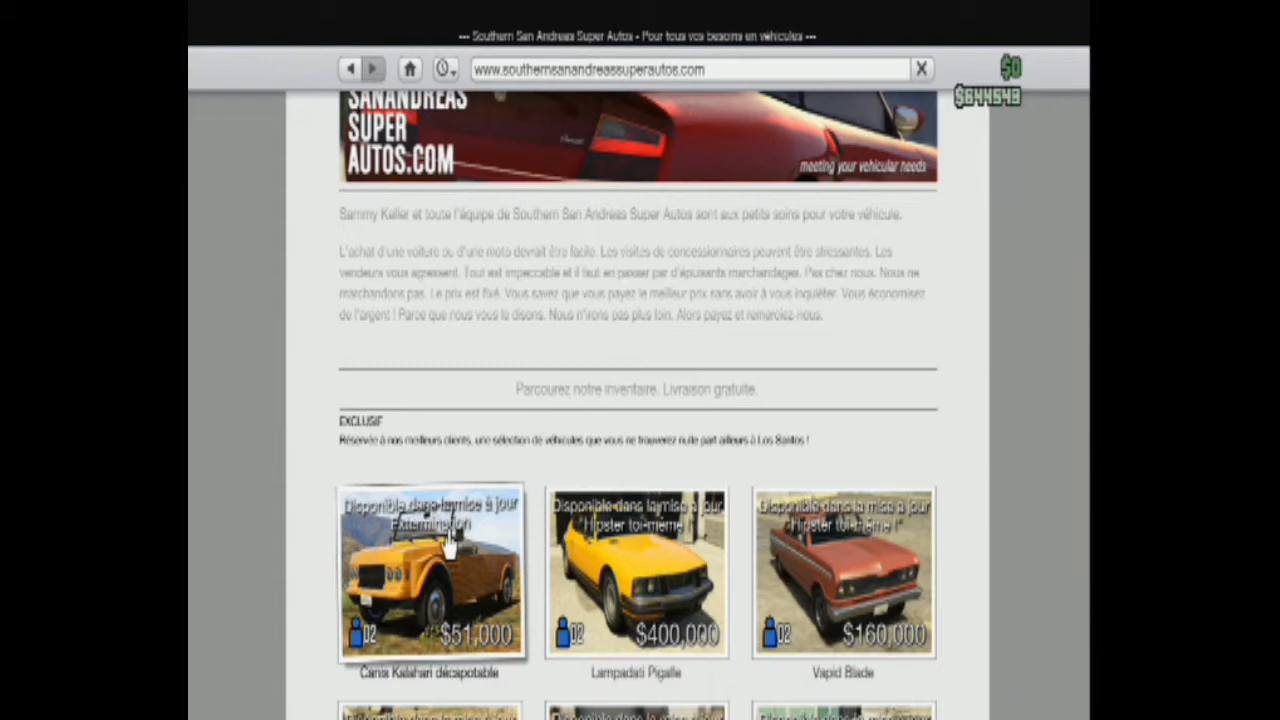 --- Southern San Andreas Super Autos - Pour tous vos besoins en véhicules ---
www.southernsanandreassuperautos.com
X
$0
$644543
SANANDREAS
SUPER
AUTOS.COM
meeting your vehicular needs
Sammy Keller et toute l'équipe de Southern San Andreas Super Autos sont aux petits soins pour votre véhicule.
L'achat d'une voiture ou d'une moto devrait être facile. Les visites de concessionnaires peuvent être stressantes. Les
vendeurs vous agressent. Tout est impeccable et il faut en passer par d'épuisants marchandages. Pas chez nous. Nous ne
marchandons pas. Le prix est fixé. Vous savez que vous payez le meilleur prix sans avoir à vous inquiéter. Vous économisez
de l'argent ! Parce que nous vous le disons. Nous n'irons pas plus loin. Alors payez et remerciez-nous.
Parcourez notre inventaire. Livraison gratuite.
EXCLUSIF
Réservée à nos meilleurs clients, une sélection de véhicules que vous ne trouverez nulle part ailleurs à Los Santos !
Disponible dans la mise à jour
Extermination
02 $51,000
Canis Kalahari décapotable
Disponible dans la mise à jour
"Hipster toi-même !"
02 $400,000
Lampadati Pigalle
Disponible dans la mise à jour
"Hipster toi-même !"
02 $160,000
Vapid Blade